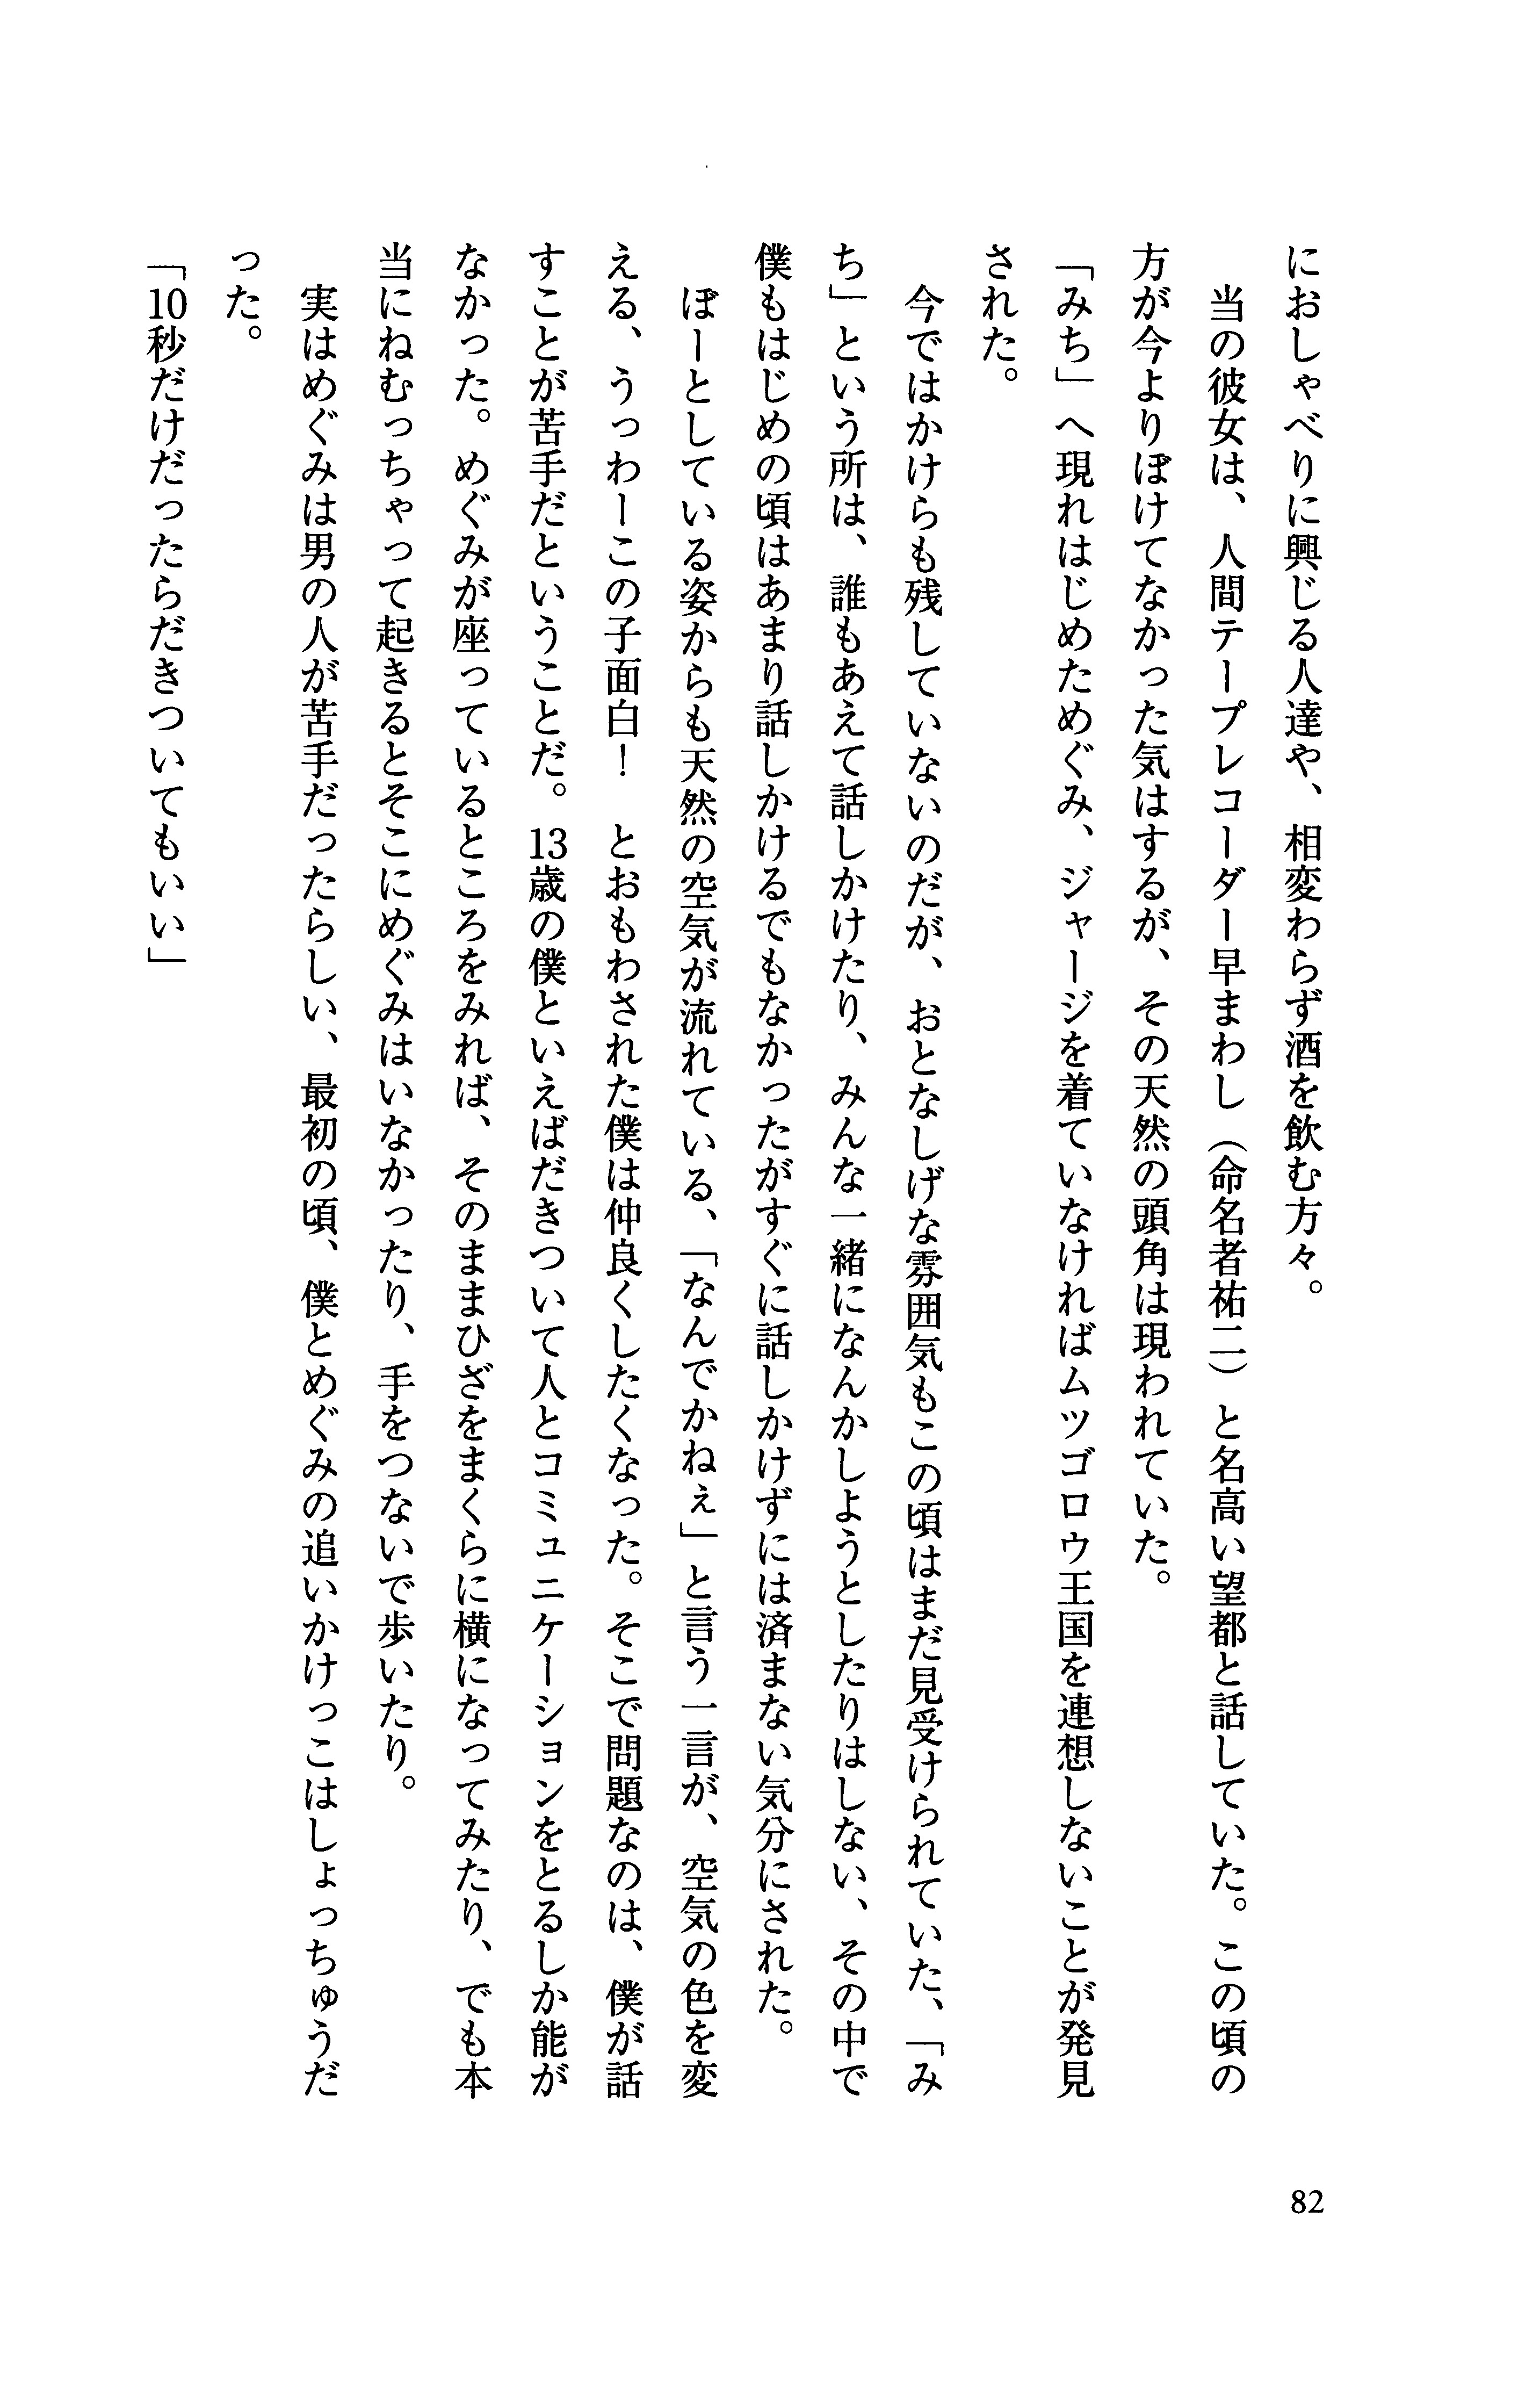 におしゃべりに興じる人達や、相変わらず酒を飲む方々。
　当の彼女は、人間テープレコーダー早まわし（命名者祐二）と名高い望都と話していた。この頃の
方が今よりぼけてなかった気はするが、その天然の頭角は現われていた。
「みち」へ現れはじめためぐみ、ジャージを着ていなければムツゴロウ王国を連想しないことが発見
された。
　今ではかけらも残していないのだが、おとなしげな雰囲気もこの頃はまだ見受けられていた、「み
ち」という所は、誰もあえて話しかけたり、みんな一緒になんかしようとしたりはしない、その中で
僕もはじめの頃はあまり話しかけるでもなかったがすぐに話しかけずには済まない気分にされた。
　ぼーとしている姿からも天然の空気が流れている、「なんでかねぇ」と言う一言が、空気の色を変
える、うっわーこの子面白！　とおもわされた僕は仲良くしたくなった。そこで問題なのは、僕が話
すことが苦手だということだ。13歳の僕といえばだきついて人とコミュニケーションをとるしか能が
なかった。めぐみが座っているところをみれば、そのままひざをまくらに横になってみたり、でも本
当にねむっちゃって起きるとそこにめぐみはいなかったり、手をつないで歩いたり。
　実はめぐみは男の人が苦手だったらしい、最初の頃、僕とめぐみの追いかけっこはしょっちゅうだ
った。
「10秒だけだったらだきついてもいい」
82